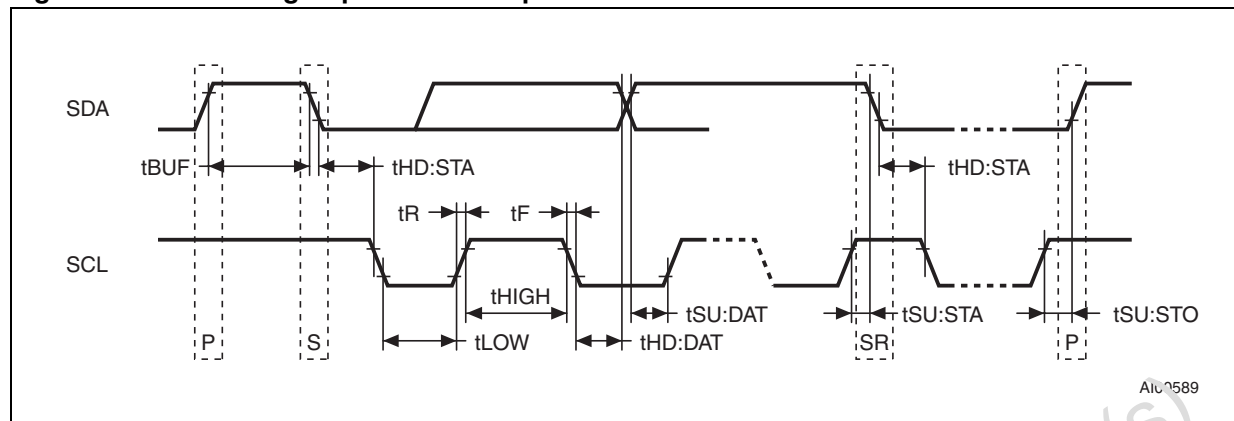 SDA
tBUF
tHD:STA
tHD:STA
tR
tF
SCL
tHIGH
tSU:DAT
tSU:STA
tSU:STO
P
S
tLOW
tHD:DAT
SR
P